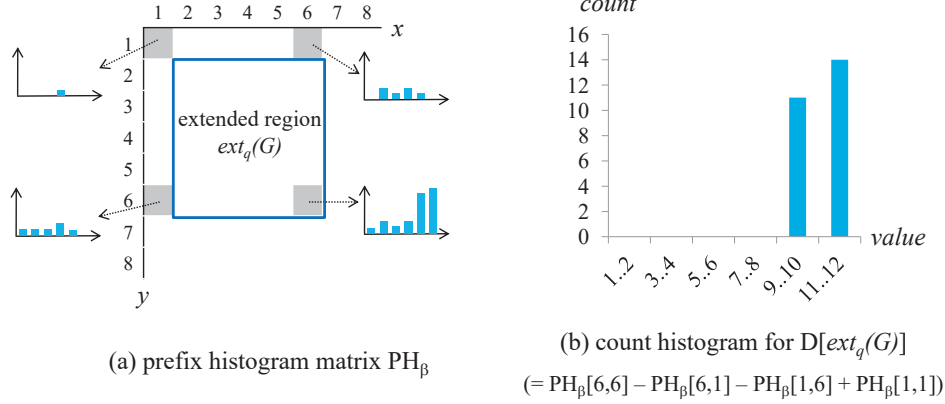 1 2 3 4 5 6 7 8
x
1
2
3
4
5
6
7
8
y
extended region
ext_q(G)
(a) prefix histogram matrix PH_β
count
16
14
12
10
8
6
4
2
0
value
1..2 3..4 5..6 7..8 9..10 11..12
(b) count histogram for D[ext_q(G)]
(= PH_β[6,6] – PH_β[6,1] – PH_β[1,6] + PH_β[1,1])